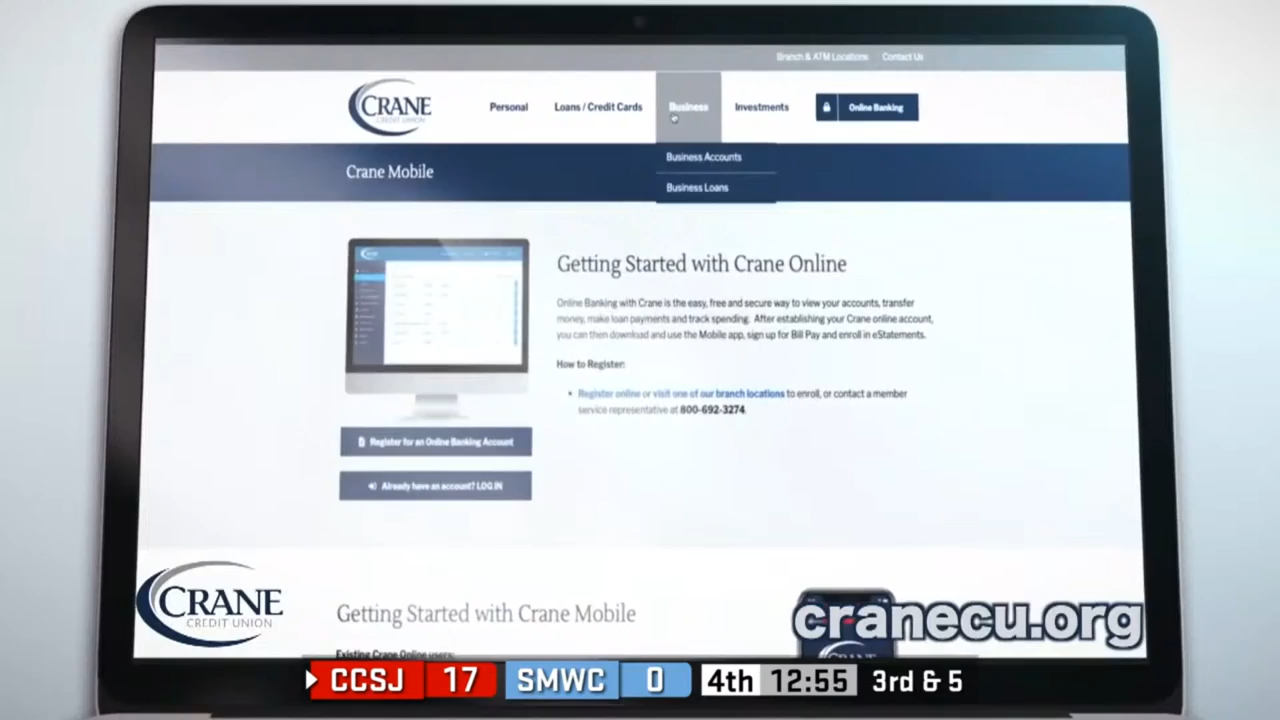 Branch & ATM Locations Contact Us
CRANE
CREDIT UNION
Personal Loans / Credit Cards Business Investments Online Banking
Crane Mobile
Business Accounts
Business Loans
Getting Started with Crane Online
Online Banking with Crane is the easy, free and secure way to view your accounts, transfer
money, make loan payments and track spending. After establishing your Crane online account,
you can then download and use the Mobile app, sign up for Bill Pay and enroll in eStatements.
How to Register:
• Register online or visit one of our branch locations to enroll, or contact a member
service representative at 800-692-3274.
Register for an Online Banking Account
Already have an account? LOG IN
CRANE
CREDIT UNION
Getting Started with Crane Mobile
Existing Crane Online users:
cranecu.org
CRANE
CCSJ 17 SMWC 0 4th 12:55 3rd & 5